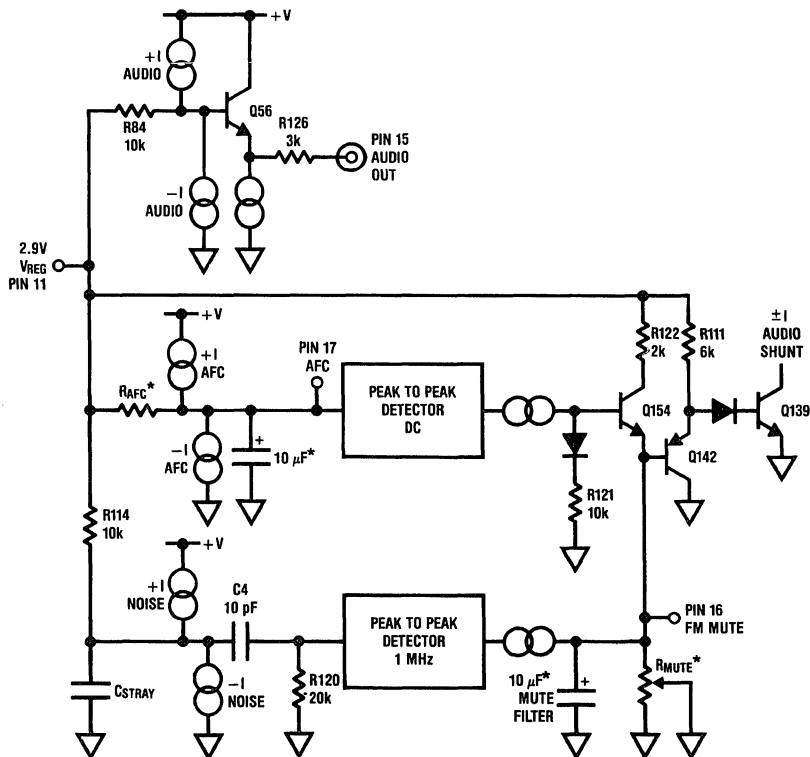 +V
+I
AUDIO
Q56
R84
10k
R126
3k
PIN 15
AUDIO
OUT
−I
AUDIO
2.9V
VREG
PIN 11
+V
+I
AFC
PIN 17
AFC
RAFC*
−I
AFC
+
10 μF*
PEAK TO PEAK
DETECTOR
DC
R122
2k
R111
6k
±I
AUDIO
SHUNT
Q154
Q139
Q142
R121
10k
R114
10k
+V
+I
NOISE
C4
10 pF
PEAK TO PEAK
DETECTOR
1 MHz
PIN 16
FM MUTE
CSTRAY
−I
NOISE
R120
20k
10 μF*
MUTE
FILTER
+
RMUTE*